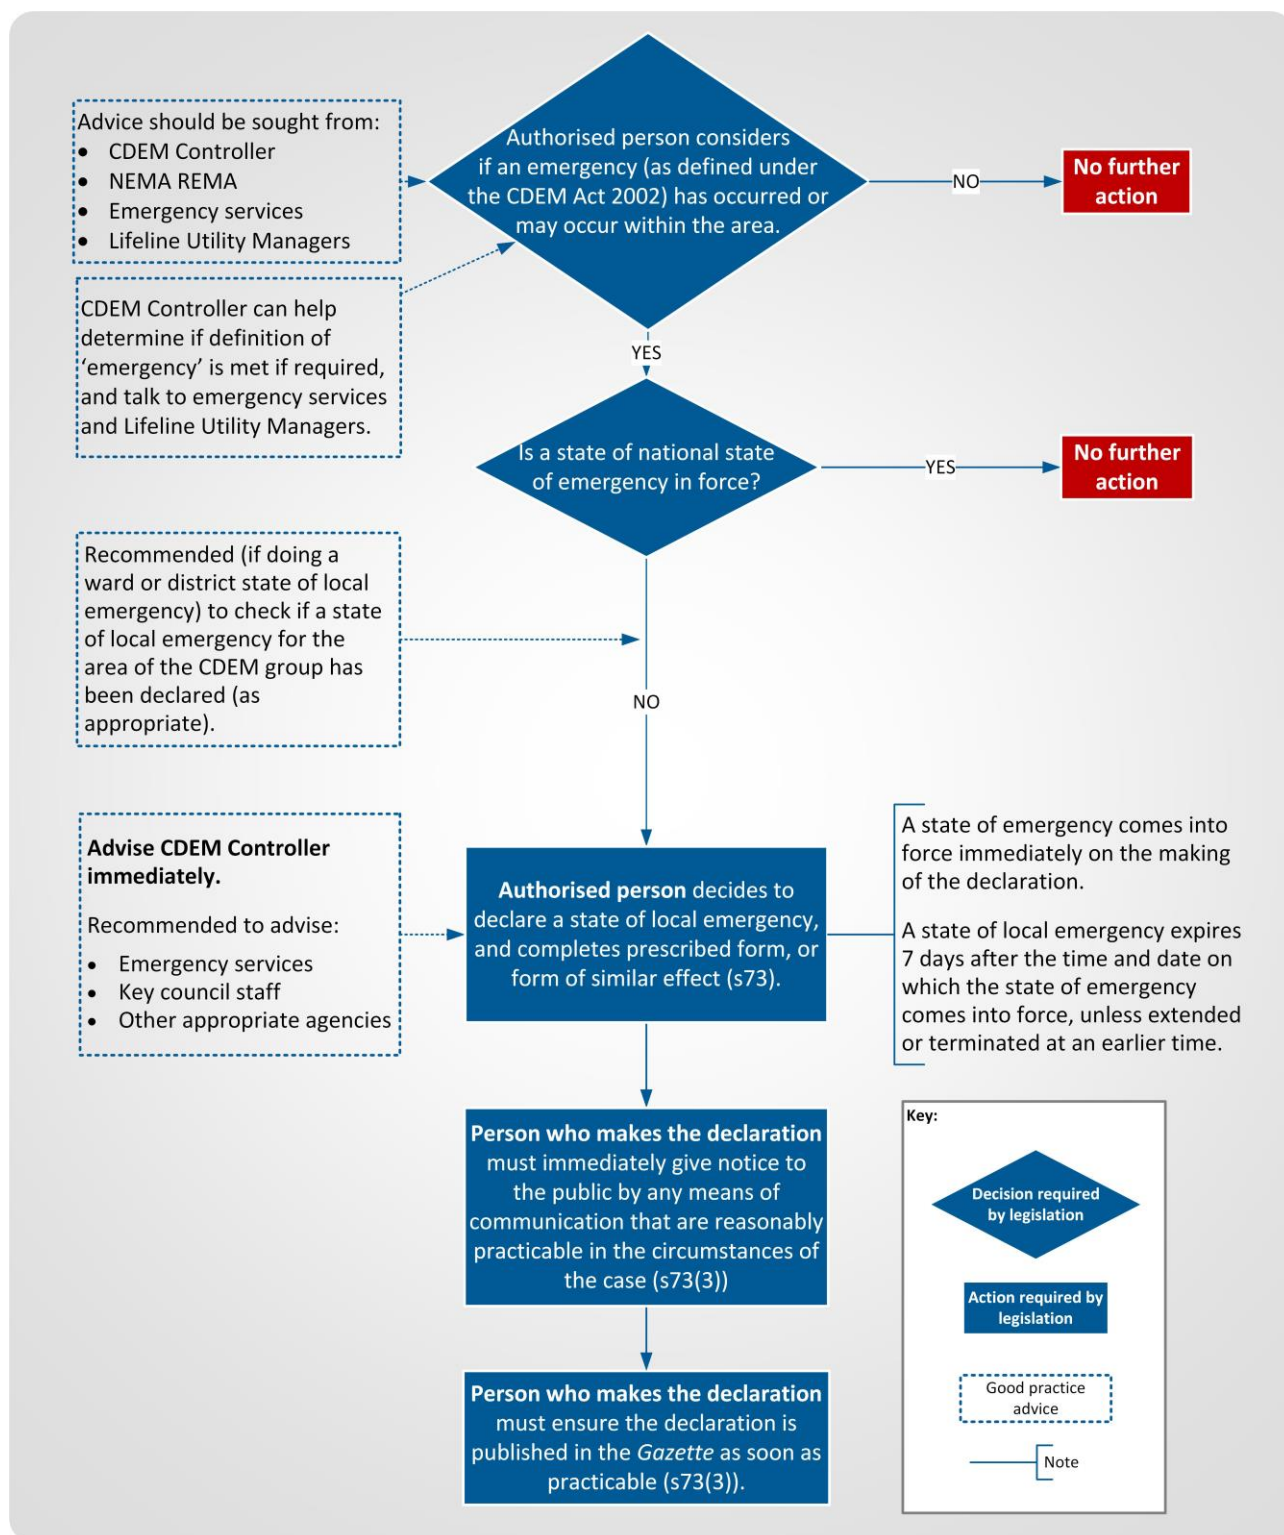 Advice should be sought from:
• CDEM Controller
• NEMA REMA
• Emergency services
• Lifeline Utility Managers
Authorised person considers
if an emergency (as defined under
the CDEM Act 2002) has occurred or
may occur within the area.
NO
No further
action
CDEM Controller can help
determine if definition of
‘emergency’ is met if required,
and talk to emergency services
and Lifeline Utility Managers.
YES
Is a state of national state
of emergency in force?
YES
No further
action
Recommended (if doing a
ward or district state of local
emergency) to check if a state
of local emergency for the
area of the CDEM group has
been declared (as
appropriate).
NO
Advise CDEM Controller
immediately.
Recommended to advise:
• Emergency services
• Key council staff
• Other appropriate agencies
Authorised person decides to
declare a state of local emergency,
and completes prescribed form, or
form of similar effect (s73).
A state of emergency comes into
force immediately on the making
of the declaration.
A state of local emergency expires
7 days after the time and date on
which the state of emergency
comes into force, unless extended
or terminated at an earlier time.
Person who makes the declaration
must immediately give notice to
the public by any means of
communication that are reasonably
practicable in the circumstances of
the case (s73(3))
Person who makes the declaration
must ensure the declaration is
published in the Gazette as soon as
practicable (s73(3)).
Key:
Decision required
by legislation
Action required by
legislation
Good practice
advice
Note